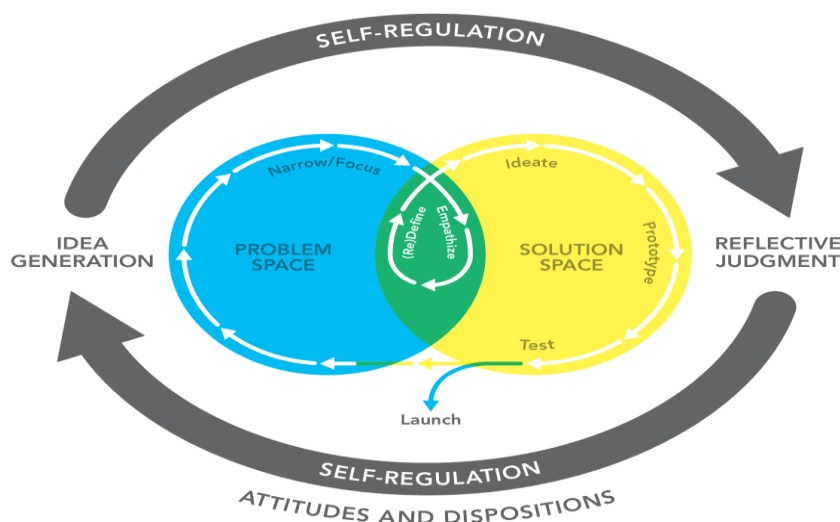 SELF-REGULATION
Narrow/Focus
Ideate
(Re)Define
Empathize
Prototype
IDEA
GENERATION
PROBLEM
SPACE
SOLUTION
SPACE
REFLECTIVE
JUDGMENT
Test
Launch
SELF-REGULATION
ATTITUDES AND DISPOSITIONS